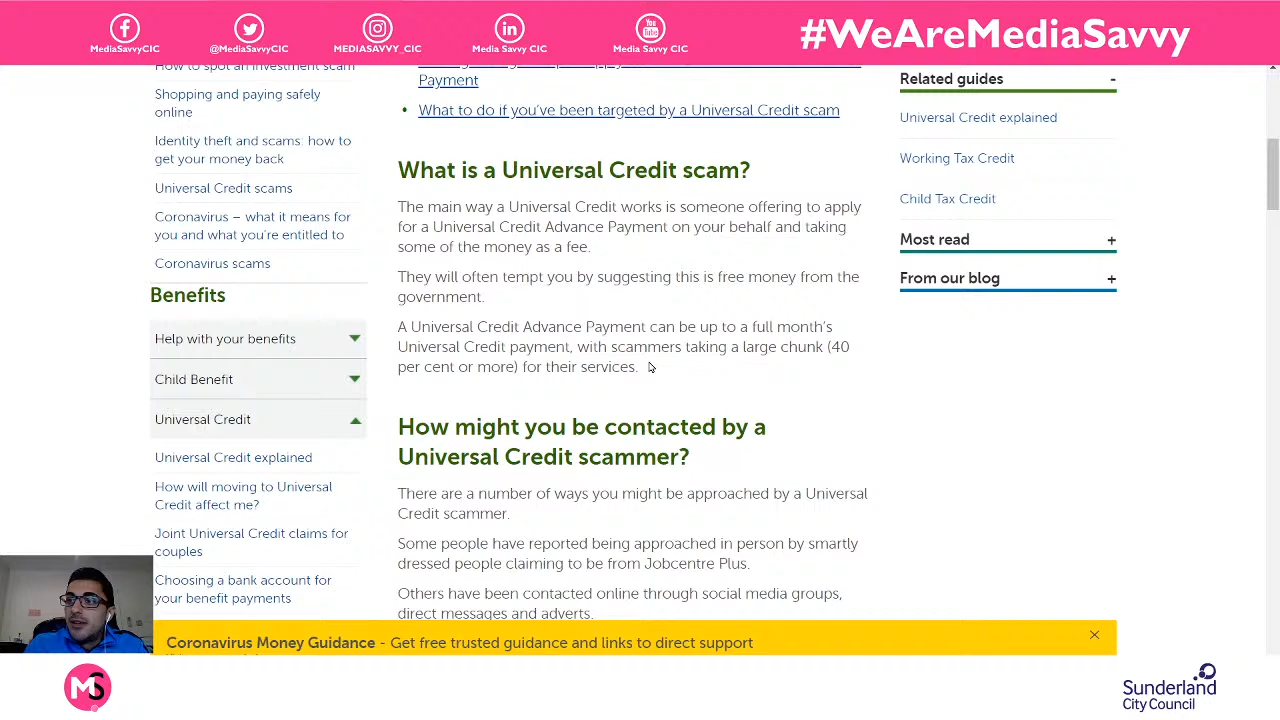 MediaSavvyCIC
@MediaSavvyCIC
MEDIASAVVY_CIC
in
Media Savvy CIC
You
Tube
Media Savvy CIC
#WeAreMediaSavvy
How to spot an investment scam
Shopping and paying safely
online
Identity theft and scams: how to
get your money back
Universal Credit scams
Coronavirus – what it means for
you and what you're entitled to
Coronavirus scams
Benefits
Help with your benefits
Child Benefit
Universal Credit
Universal Credit explained
How will moving to Universal
Credit affect me?
Joint Universal Credit claims for
couples
Choosing a bank account for
your benefit payments
Payment
• What to do if you've been targeted by a Universal Credit scam
What is a Universal Credit scam?
The main way a Universal Credit works is someone offering to apply
for a Universal Credit Advance Payment on your behalf and taking
some of the money as a fee.
They will often tempt you by suggesting this is free money from the
government.
A Universal Credit Advance Payment can be up to a full month's
Universal Credit payment, with scammers taking a large chunk (40
per cent or more) for their services.
How might you be contacted by a
Universal Credit scammer?
There are a number of ways you might be approached by a Universal
Credit scammer.
Some people have reported being approached in person by smartly
dressed people claiming to be from Jobcentre Plus.
Others have been contacted online through social media groups,
direct messages and adverts.
Related guides -
Universal Credit explained
Working Tax Credit
Child Tax Credit
Most read +
From our blog +
Coronavirus Money Guidance - Get free trusted guidance and links to direct support
MS
Sunderland
City Council